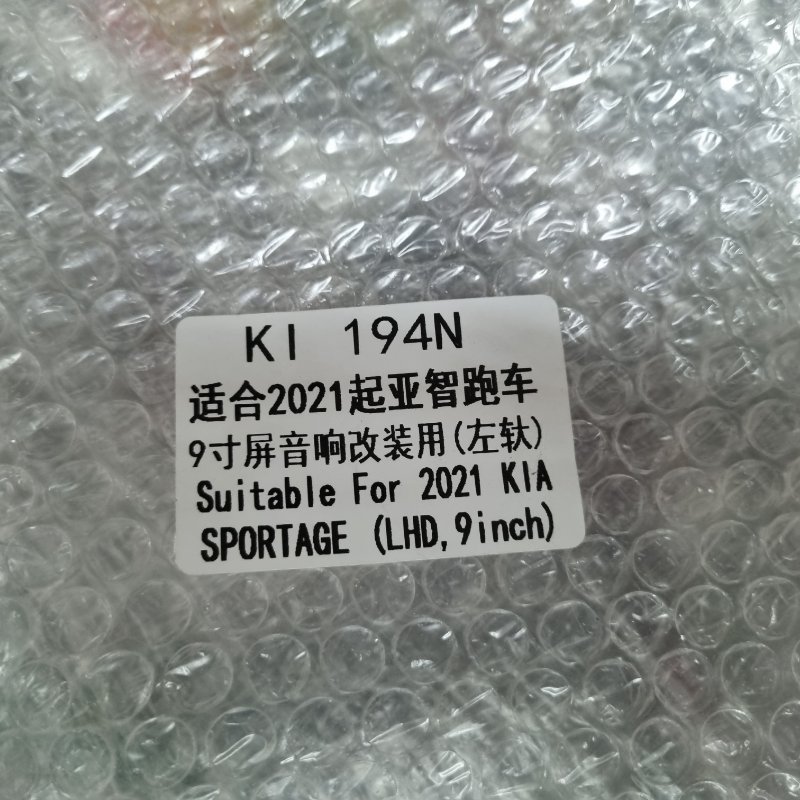 KI 194N
适合2021起亚智跑车
9寸屏音响改装用(左钛)
Suitable For 2021 KIA
SPORTAGE (LHD,9inch)